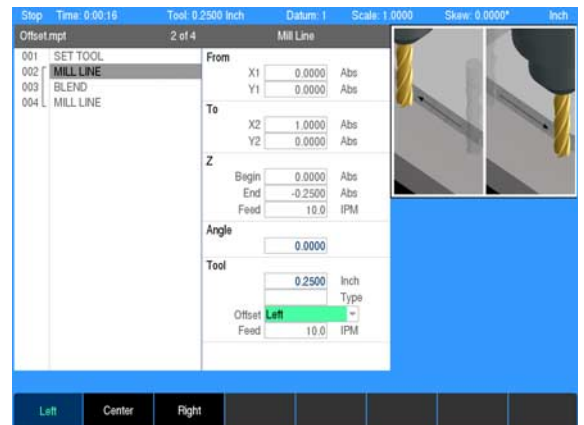 Stop Time: 0:00:16 Tool: 0.2500 Inch Datum: 1 Scale: 1.0000 Skew: 0.0000° Inch
Offset.mpt 2 of 4 Mill Line
001 SET TOOL
002 MILL LINE
003 BLEND
004 MILL LINE
From
X1 0.0000 Abs
Y1 0.0000 Abs
To
X2 1.0000 Abs
Y2 0.0000 Abs
Z
Begin 0.0000 Abs
End -0.2500 Abs
Feed 10.0 IPM
Angle
0.0000
Tool
0.2500 Inch
Type
Offset Left
Feed 10.0 IPM
Left Center Right